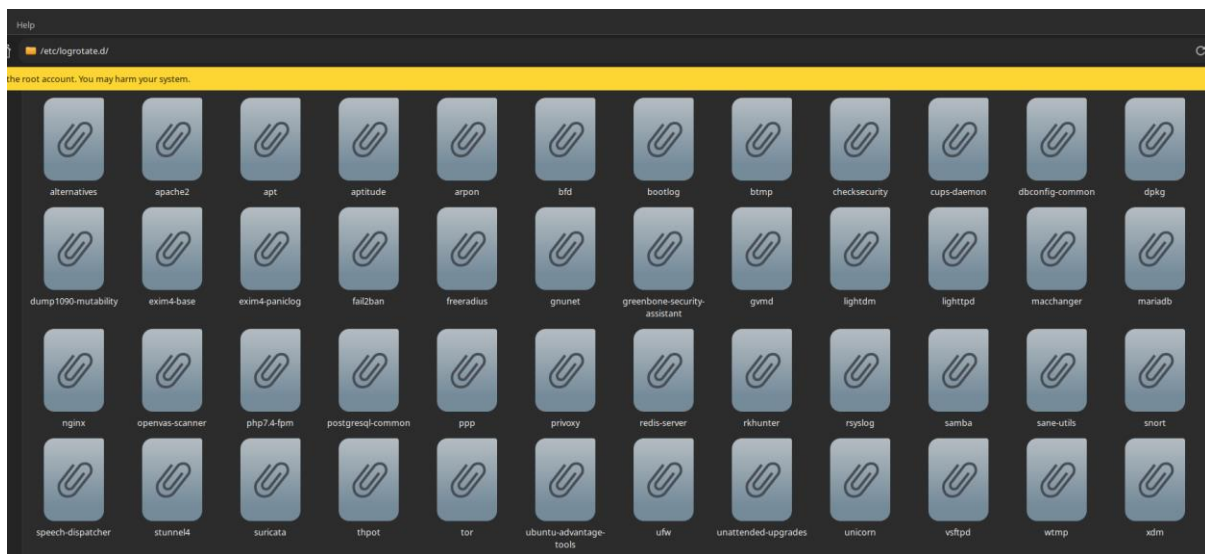 Help
/etc/logrotate.d/
the root account. You may harm your system.
alternatives apache2 apt aptitude arpon bfd bootlog btmp checksecurity cups-daemon dbconfig-common dpkg
dump1090-mutability exim4-base exim4-paniclog fail2ban freeradius gnunet greenbone-security- gvmd lightdm lighttpd macchanger mariadb
assistant
nginx openvas-scanner php7.4-fpm postgresql-common ppp privoxy redis-server rkhunter rsyslog samba sane-utils snort
speech-dispatcher stunnel4 suricata thpot tor ubuntu-advantage- ufw unattended-upgrades unicorn vsftpd wtmp xdm
tools